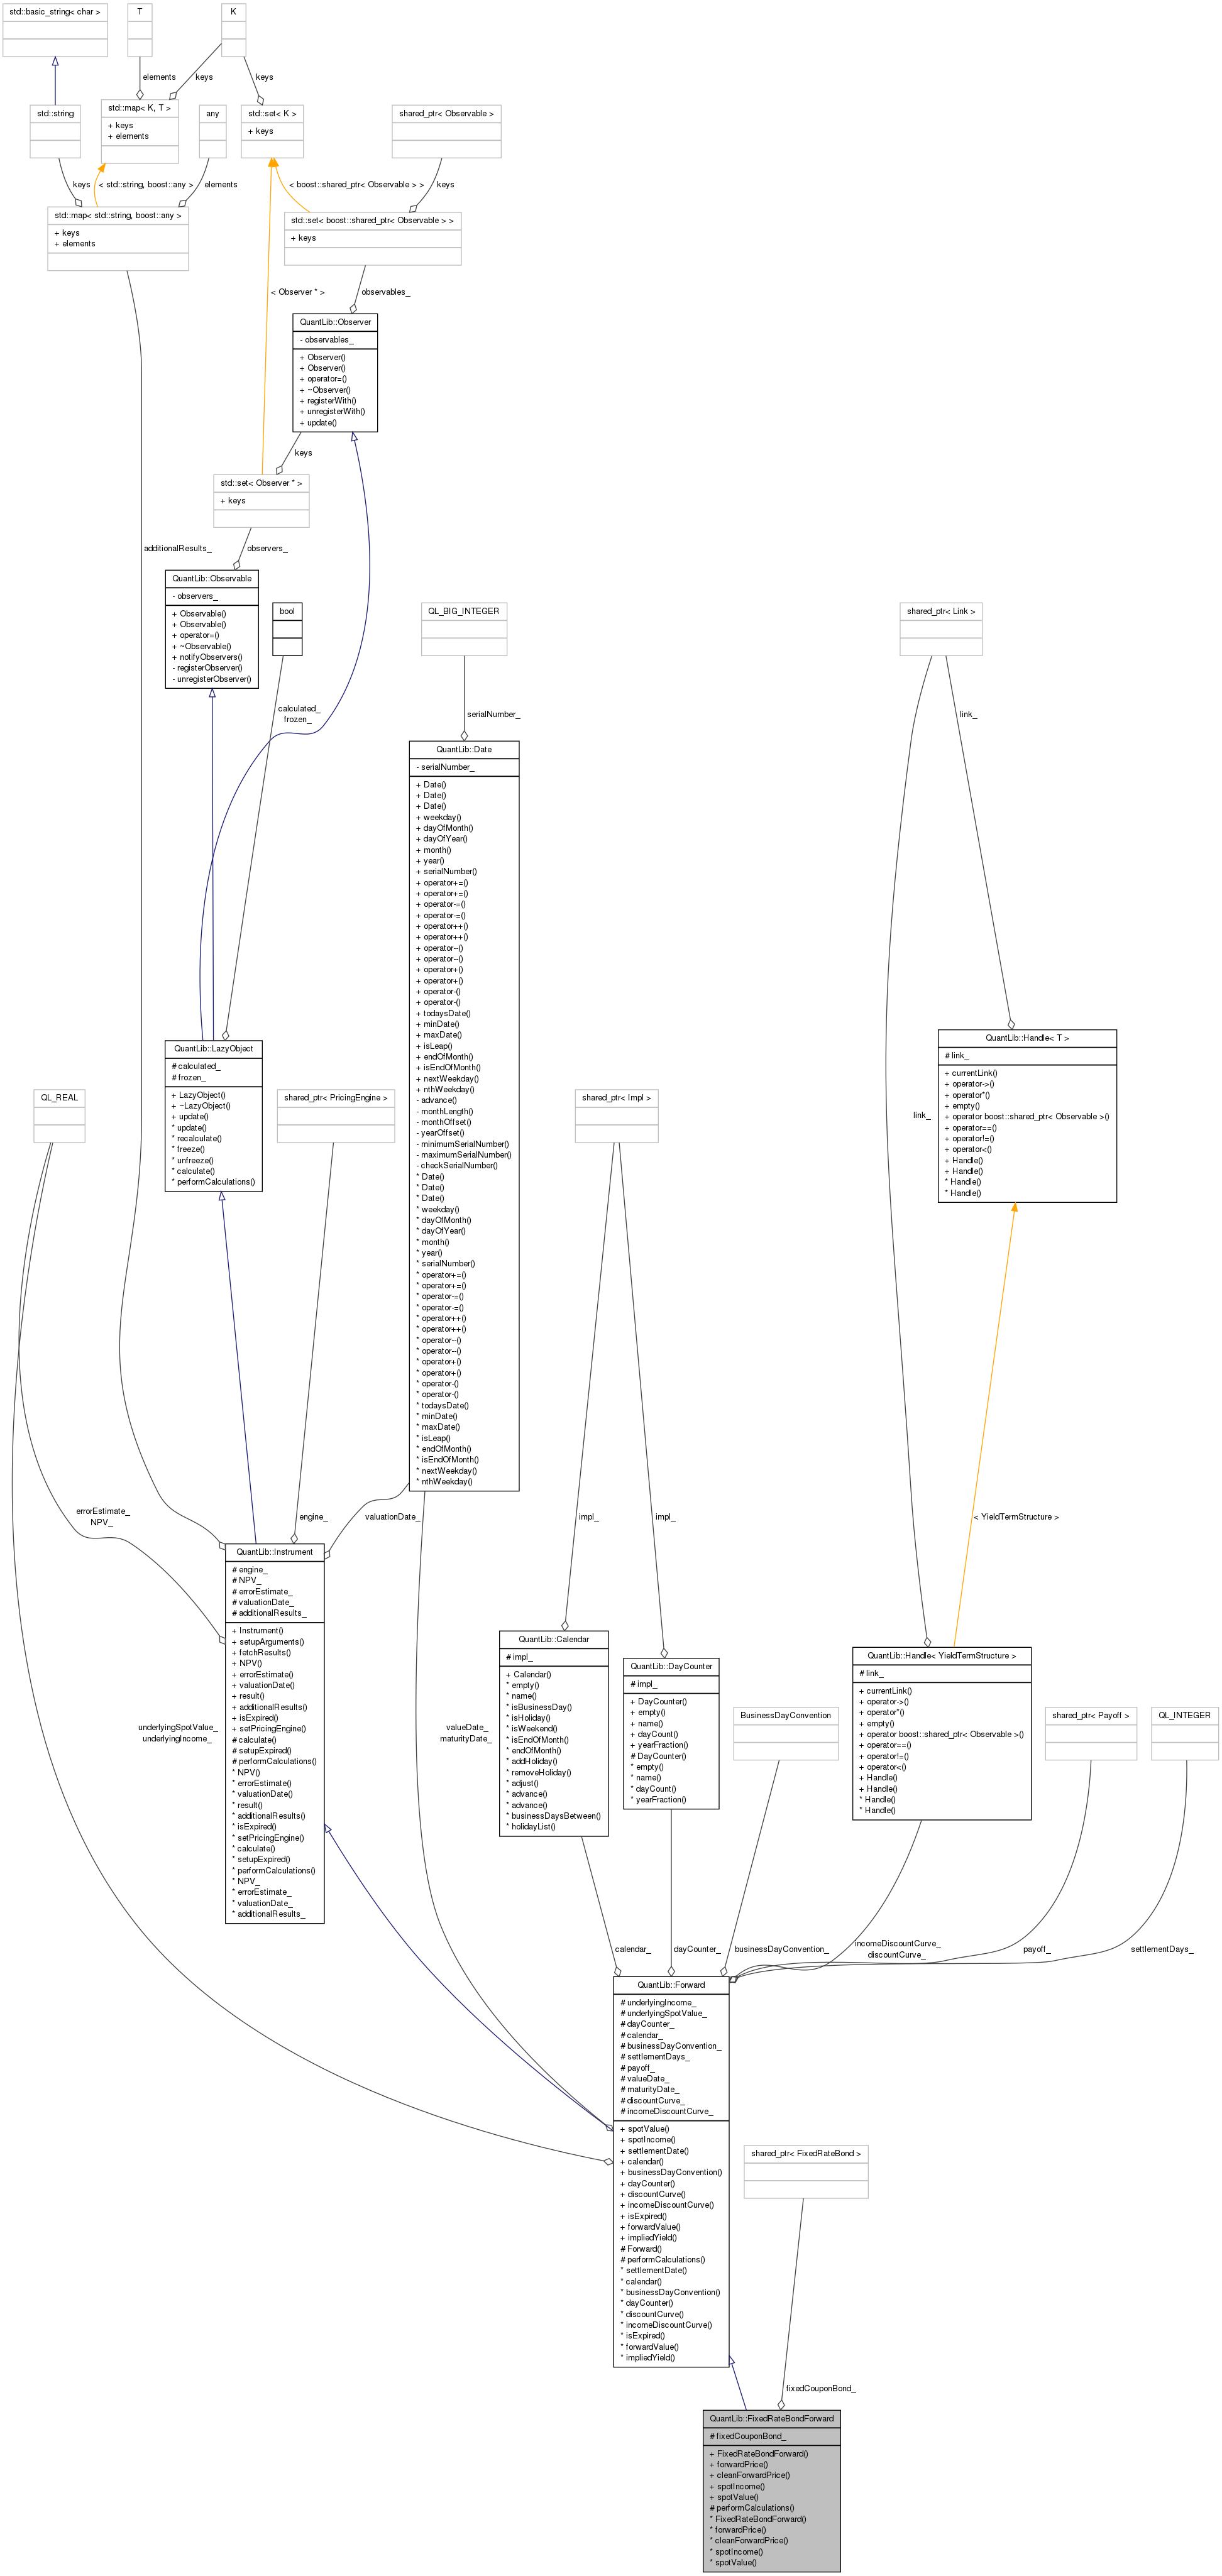 std::basic_string< char >
T
K
elements
keys
keys
std::string
std::map< K, T >
+ keys
+ elements
any
std::set< K >
+ keys
shared_ptr< Observable >
keys
< std::string, boost::any >
elements
< boost::shared_ptr< Observable > >
keys
std::map< std::string, boost::any >
+ keys
+ elements
std::set< boost::shared_ptr< Observable > >
+ keys
< Observer * >
observables_
QuantLib::Observer
- observables_
+ Observer()
+ Observer()
+ operator=()
+ ~Observer()
+ registerWith()
+ unregisterWith()
+ update()
keys
std::set< Observer * >
+ keys
additionalResults_
observers_
QuantLib::Observable
- observers_
+ Observable()
+ Observable()
+ operator=()
+ ~Observable()
+ notifyObservers()
- registerObserver()
- unregisterObserver()
bool
QL_BIG_INTEGER
shared_ptr< Link >
calculated_
frozen_
serialNumber_
link_
QuantLib::Date
- serialNumber_
+ Date()
+ Date()
+ Date()
+ weekday()
+ dayOfMonth()
+ dayOfYear()
+ month()
+ year()
+ serialNumber()
+ operator+=()
+ operator+=()
+ operator-=()
+ operator-=()
+ operator++()
+ operator++()
+ operator--()
+ operator--()
+ operator+()
+ operator+()
+ operator-()
+ operator-()
+ todaysDate()
+ minDate()
+ maxDate()
+ isLeap()
+ endOfMonth()
+ isEndOfMonth()
+ nextWeekday()
+ nthWeekday()
- advance()
- monthLength()
- monthOffset()
- yearOffset()
- minimumSerialNumber()
- maximumSerialNumber()
- checkSerialNumber()
* Date()
* Date()
* Date()
* weekday()
* dayOfMonth()
* dayOfYear()
* month()
* year()
* serialNumber()
* operator+=()
* operator+=()
* operator-=()
* operator-=()
* operator++()
* operator++()
* operator--()
* operator--()
* operator+()
* operator+()
* operator-()
* operator-()
* todaysDate()
* minDate()
* maxDate()
* isLeap()
* endOfMonth()
* isEndOfMonth()
* nextWeekday()
* nthWeekday()
QuantLib::LazyObject
# calculated_
# frozen_
+ LazyObject()
+ ~LazyObject()
+ update()
* update()
* recalculate()
* freeze()
* unfreeze()
* calculate()
* performCalculations()
QuantLib::Handle< T >
# link_
+ currentLink()
+ operator->()
+ operator*()
+ empty()
+ operator boost::shared_ptr< Observable >()
+ operator==()
+ operator!=()
+ operator<()
+ Handle()
+ Handle()
* Handle()
* Handle()
link_
QL_REAL
shared_ptr< PricingEngine >
shared_ptr< Impl >
errorEstimate_
NPV_
engine_
valuationDate_
impl_
impl_
< YieldTermStructure >
QuantLib::Instrument
# engine_
# NPV_
# errorEstimate_
# valuationDate_
# additionalResults_
+ Instrument()
+ setupArguments()
+ fetchResults()
+ NPV()
+ errorEstimate()
+ valuationDate()
+ result()
+ additionalResults()
+ isExpired()
+ setPricingEngine()
# calculate()
# setupExpired()
# performCalculations()
* NPV()
* errorEstimate()
* valuationDate()
* result()
* additionalResults()
* isExpired()
* setPricingEngine()
* calculate()
* setupExpired()
* performCalculations()
* NPV_
* errorEstimate_
* valuationDate_
* additionalResults_
QuantLib::Calendar
# impl_
+ Calendar()
* empty()
* name()
* isBusinessDay()
* isHoliday()
* isWeekend()
* isEndOfMonth()
* endOfMonth()
* addHoliday()
* removeHoliday()
* adjust()
* advance()
* advance()
* businessDaysBetween()
* holidayList()
QuantLib::DayCounter
# impl_
+ DayCounter()
+ empty()
+ name()
+ dayCount()
+ yearFraction()
# DayCounter()
* empty()
* name()
* dayCount()
* yearFraction()
BusinessDayConvention
QuantLib::Handle< YieldTermStructure >
# link_
+ currentLink()
+ operator->()
+ operator*()
+ empty()
+ operator boost::shared_ptr< Observable >()
+ operator==()
+ operator!=()
+ operator<()
+ Handle()
+ Handle()
* Handle()
* Handle()
shared_ptr< Payoff >
QL_INTEGER
underlyingSpotValue_
underlyingIncome_
valueDate_
maturityDate_
calendar_
dayCounter_
businessDayConvention_
incomeDiscountCurve_
discountCurve_
payoff_
settlementDays_
QuantLib::Forward
# underlyingIncome_
# underlyingSpotValue_
# dayCounter_
# calendar_
# businessDayConvention_
# settlementDays_
# payoff_
# valueDate_
# maturityDate_
# discountCurve_
# incomeDiscountCurve_
+ spotValue()
+ spotIncome()
+ settlementDate()
+ calendar()
+ businessDayConvention()
+ dayCounter()
+ discountCurve()
+ incomeDiscountCurve()
+ isExpired()
+ forwardValue()
+ impliedYield()
# Forward()
# performCalculations()
* settlementDate()
* calendar()
* businessDayConvention()
* dayCounter()
* discountCurve()
* incomeDiscountCurve()
* isExpired()
* forwardValue()
* impliedYield()
shared_ptr< FixedRateBond >
fixedCouponBond_
QuantLib::FixedRateBondForward
# fixedCouponBond_
+ FixedRateBondForward()
+ forwardPrice()
+ cleanForwardPrice()
+ spotIncome()
+ spotValue()
# performCalculations()
* FixedRateBondForward()
* forwardPrice()
* cleanForwardPrice()
* spotIncome()
* spotValue()